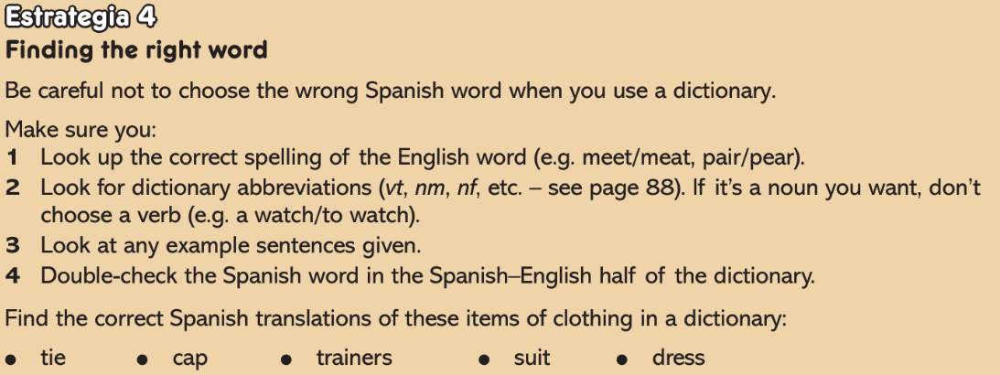 Estrategia 4
Finding the right word
Be careful not to choose the wrong Spanish word when you use a dictionary.
Make sure you:
1 Look up the correct spelling of the English word (e.g. meet/meat, pair/pear).
2 Look for dictionary abbreviations (vt, nm, nf, etc. – see page 88). If it's a noun you want, don't
choose a verb (e.g. a watch/to watch).
3 Look at any example sentences given.
4 Double-check the Spanish word in the Spanish–English half of the dictionary.
Find the correct Spanish translations of these items of clothing in a dictionary:
• tie • cap • trainers • suit • dress